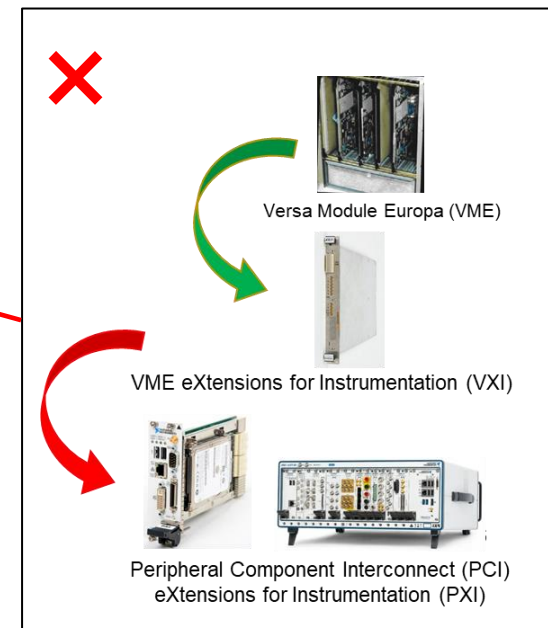 Versa Module Europa (VME)
VME eXtensions for Instrumentation (VXI)
Peripheral Component Interconnect (PCI)
eXtensions for Instrumentation (PXI)